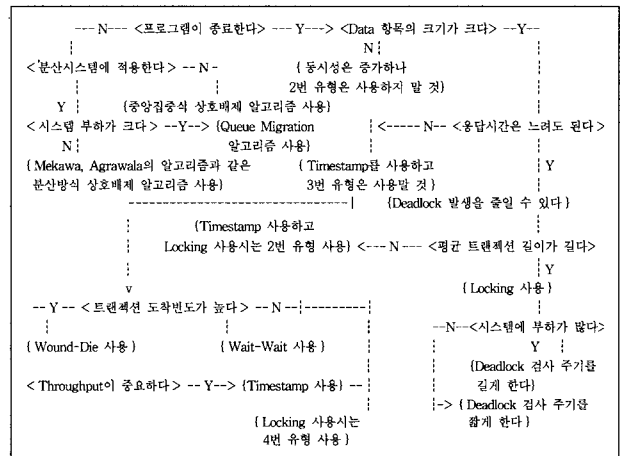 --- N--- <프로그램이 종료한다> --- Y---> <Data 항목의 크기가 크다> --Y--
N
<분산시스템에 적용한다> -- N - { 동시성은 증가하나
2번 유형은 사용하지 말 것}
Y {중앙집중식 상호배제 알고리즘 사용}
<시스템 부하가 크다> --Y--> {Queue Migration <----- N-- <응답시간은 느려도 된다>
N 알고리즘 사용}
{ Mekawa, Agrawala의 알고리즘과 같은 { Timestamp를 사용하고 Y
분산방식 상호배제 알고리즘 사용} 3번 유형은 사용말 것 }
{Deadlock 발생을 줄일 수 있다}
{Timestamp 사용하고
Locking 사용시는 2번 유형 사용} <--- N --- <평균 트랜젝션 길이가 길다>
Y
v { Locking 사용}
-- Y -- < 트랜젝션 도착빈도가 높다> -- N--
--N--<시스템에 부하가 많다>
{ Wound-Die 사용 } { Wait-Wait 사용 } Y
{Deadlock 검사 주기를
< Throughput이 중요하다> -- Y--> {Timestamp 사용} -- 길게 한다}
-> { Deadlock 검사 주기를
{Locking 사용시는 짧게 한다 }
4번 유형 사용 }